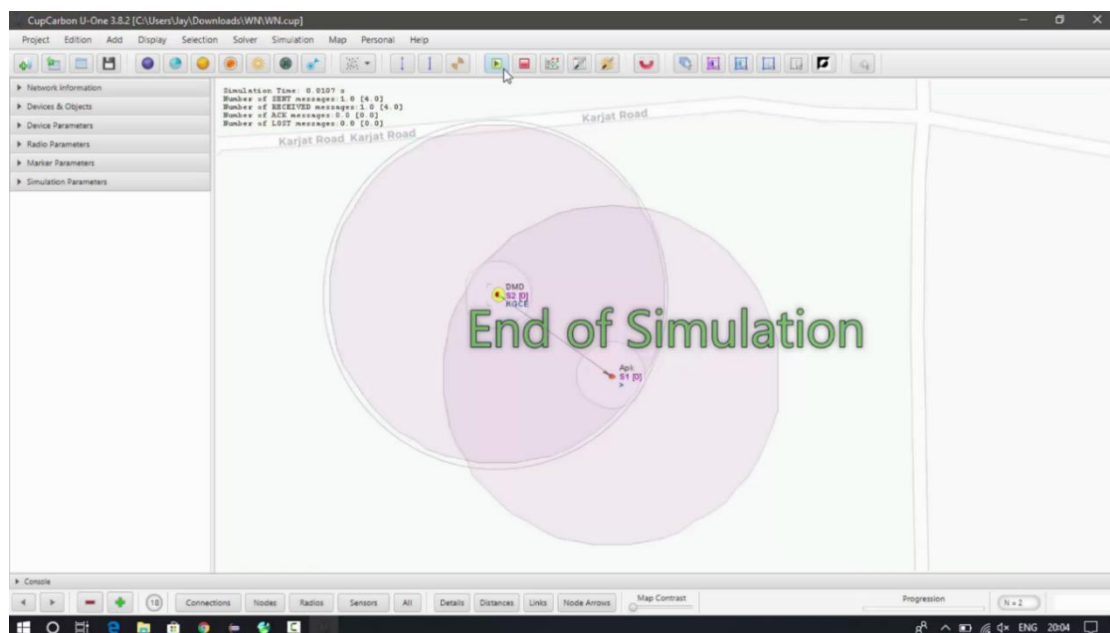 CupCarbon U-One 3.8.2 [C:\Users\Jay\Downloads\WN\WN.cup]
Project Edition Add Display Selection Solver Simulation Map Personal Help
Network Information
Devices & Objects
Device Parameters
Radio Parameters
Marker Parameters
Simulation Parameters
Simulation Time: 0.0107 s
Number of SENT messages:1.0 [4.0]
Number of RECEIVED messages:1.0 [4.0]
Number of ACK messages:0.0 [0.0]
Number of LOST messages:0.0 [0.0]
Karjat Road
Karjat Road Karjat Road
DMD
S2 [0]
KGCE
End of Simulation
Apli
S1 [0]
>
Console
18 Connections Nodes Radios Sensors All Details Distances Links Node Arrows Map Contrast Progression N = 2
ENG 20:04